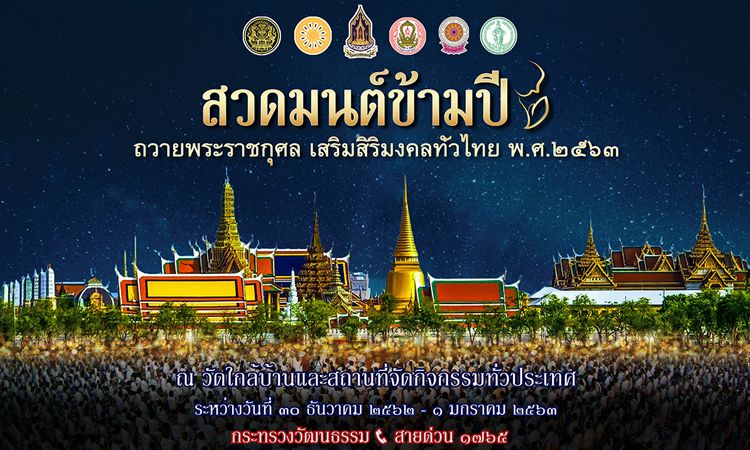 สวดมนต์ข้ามปี
ถวายพระราชกุศล เสริมสิริมงคลทั่วไทย พ.ศ.๒๕๖๓
ณ วัดใกล้บ้านและสถานที่จัดกิจกรรมทั่วประเทศ
ระหว่างวันที่ ๓๐ ธันวาคม ๒๕๖๒ - ๑ มกราคม ๒๕๖๓
กระทรวงวัฒนธรรม สายด่วน ๑๗๖๕